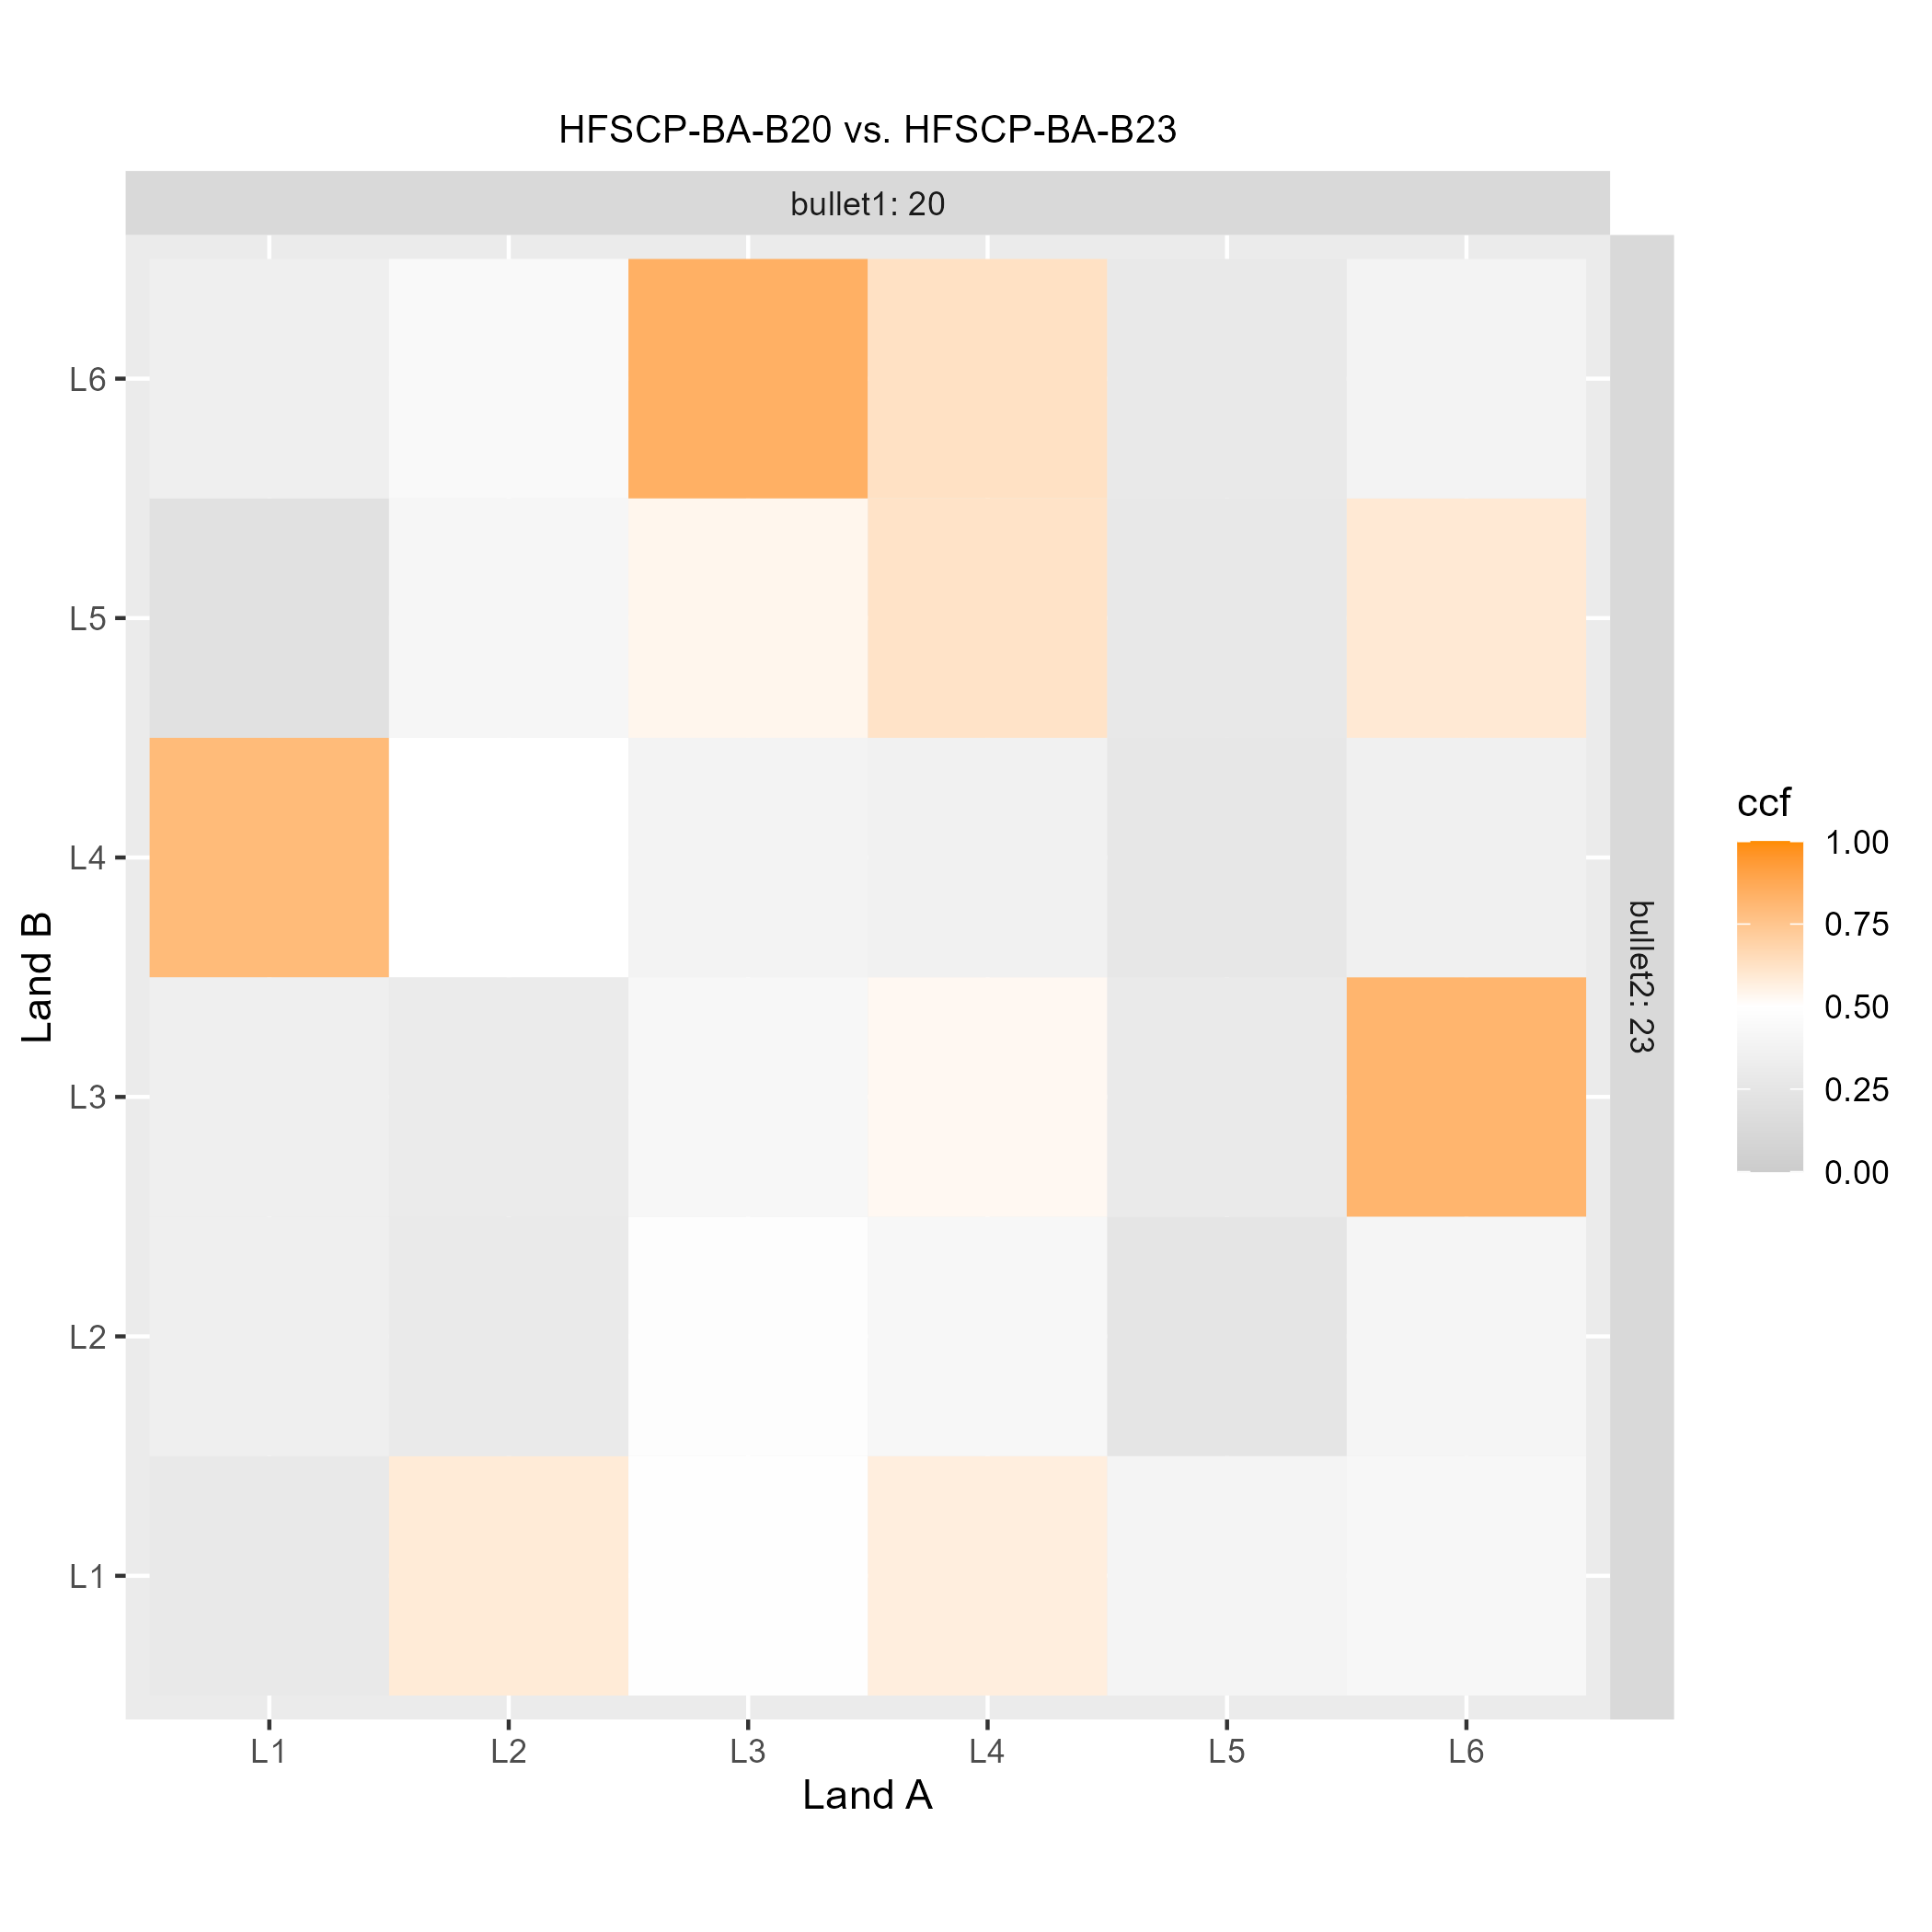 HFSCP-BA-B20 vs. HFSCP-BA-B23
bullet1: 20
L6
L5
L4
L3
L2
L1
Land B
bullet2: 23
ccf
1.00
0.75
0.50
0.25
0.00
L1 L2 L3 L4 L5 L6
Land A